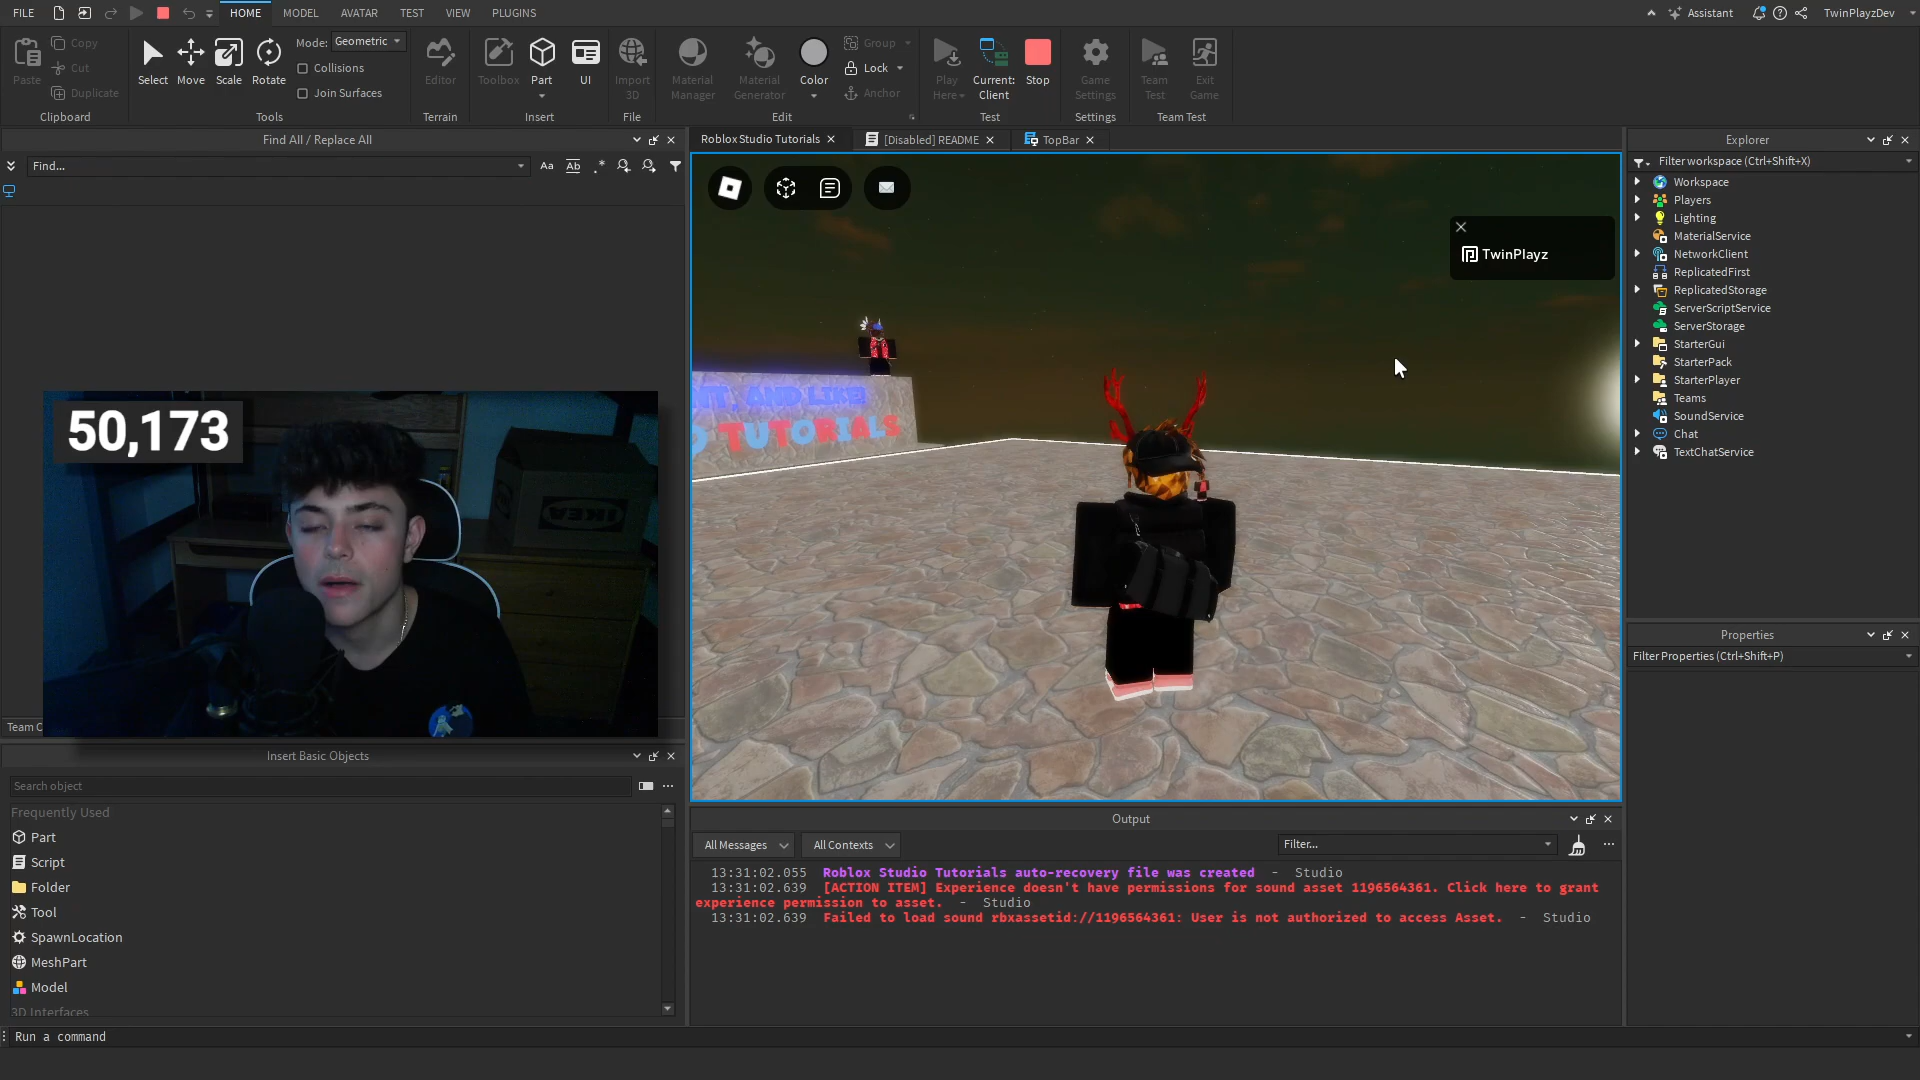 FILE HOME MODEL AVATAR TEST VIEW PLUGINS Assistant TwinPlayzDev
Paste Copy Cut Duplicate Clipboard
Select Move Scale Rotate Mode: Geometric Collisions Join Surfaces Tools
Editor Terrain
Toolbox Part UI Insert
Import 3D File
Material Manager Material Generator Color Group Lock Anchor Edit
Play Here Current: Client Stop Test
Game Settings Settings
Team Test Exit Game Team Test
Find All / Replace All
Find... Aa Ab .*
50,173
IKEA
Team C
Insert Basic Objects
Search object
Frequently Used
Part
Script
Folder
Tool
SpawnLocation
MeshPart
Model
3D Interfaces
Run a command
Roblox Studio Tutorials [Disabled] README TopBar
TwinPlayz
NT, AND LIKE
O TUTORIALS
Output
All Messages All Contexts Filter...
13:31:02.055 Roblox Studio Tutorials auto-recovery file was created - Studio
13:31:02.639 [ACTION ITEM] Experience doesn't have permissions for sound asset 1196564361. Click here to grant
experience permission to asset. - Studio
13:31:02.639 Failed to load sound rbxassetid://1196564361: User is not authorized to access Asset. - Studio
Explorer
Filter workspace (Ctrl+Shift+X)
Workspace
Players
Lighting
MaterialService
NetworkClient
ReplicatedFirst
ReplicatedStorage
ServerScriptService
ServerStorage
StarterGui
StarterPack
StarterPlayer
Teams
SoundService
Chat
TextChatService
Properties
Filter Properties (Ctrl+Shift+P)